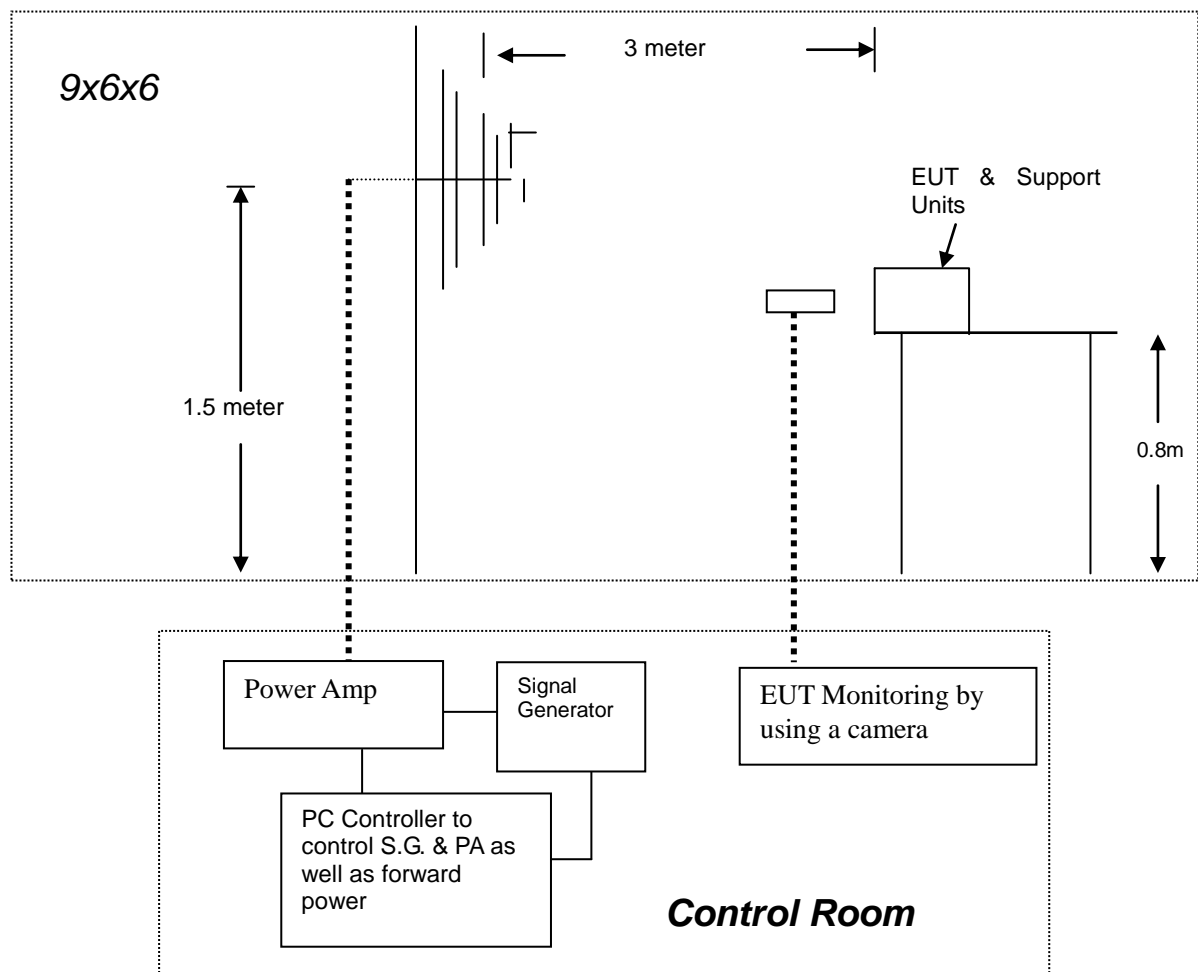 3 meter
9x6x6
EUT & Support
Units
1.5 meter
0.8m
Power Amp
Signal
Generator
EUT Monitoring by
using a camera
PC Controller to
control S.G. & PA as
well as forward
power
Control Room